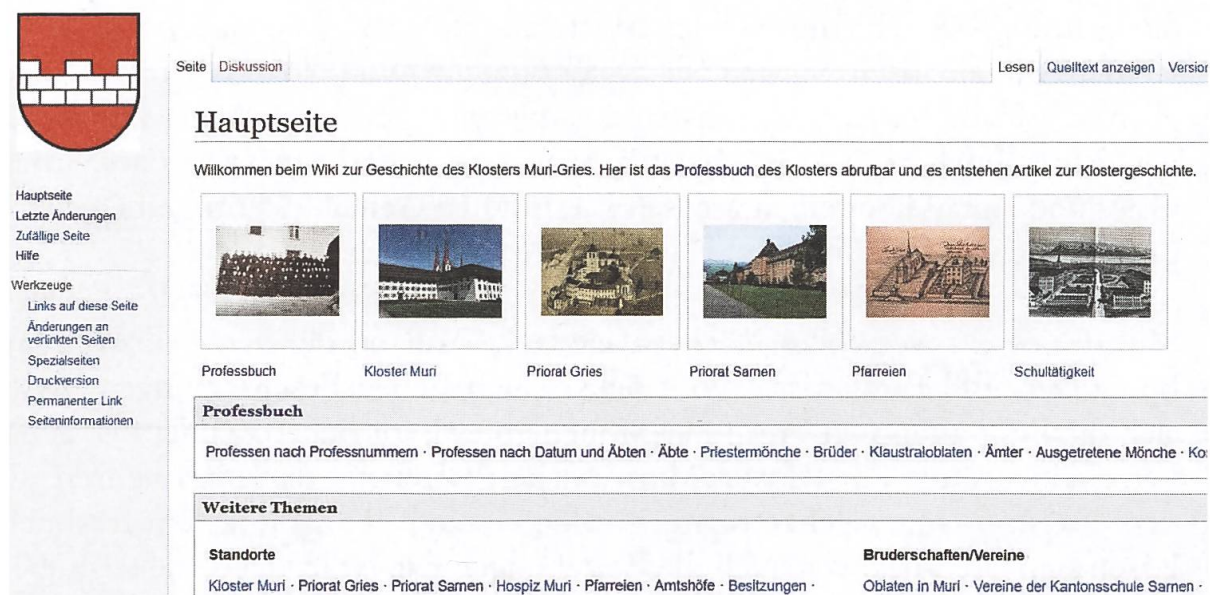 Seite Diskussion
Lesen Quelltext anzeigen
Hauptseite
Willkommen beim Wiki zur Geschichte des Klosters Muri-Gries. Hier ist das Professbuch des Klosters abrufbar und es entstehen Artikel zur Klostergeschichte.
Hauptseite
Letzte Änderungen
Zufällige Seite
Hilfe
Werkzeuge
Links auf diese Seite
Änderungen an
verlinkten Seiten
Spezialseiten
Druckversion
Permanenter Link
Seiteninformationen
Professbuch
Kloster Muri
Priorat Gries
Priorat Sarnen
Pfarreien
Schultätigkeit
Professbuch
Professen nach Professnummern · Professen nach Datum und Äbten · Äbte · Priestermönche · Brüder · Klaustraloblaten · Ämter · Ausgetretene Mönche ·
Weitere Themen
Standorte
Kloster Muri · Priorat Gries · Priorat Sarnen · Hospiz Muri · Pfarreien · Amtshöfe · Besitzungen ·
Bruderschaften/Vereine
Oblaten in Muri · Vereine der Kantonsschule Sarnen ·